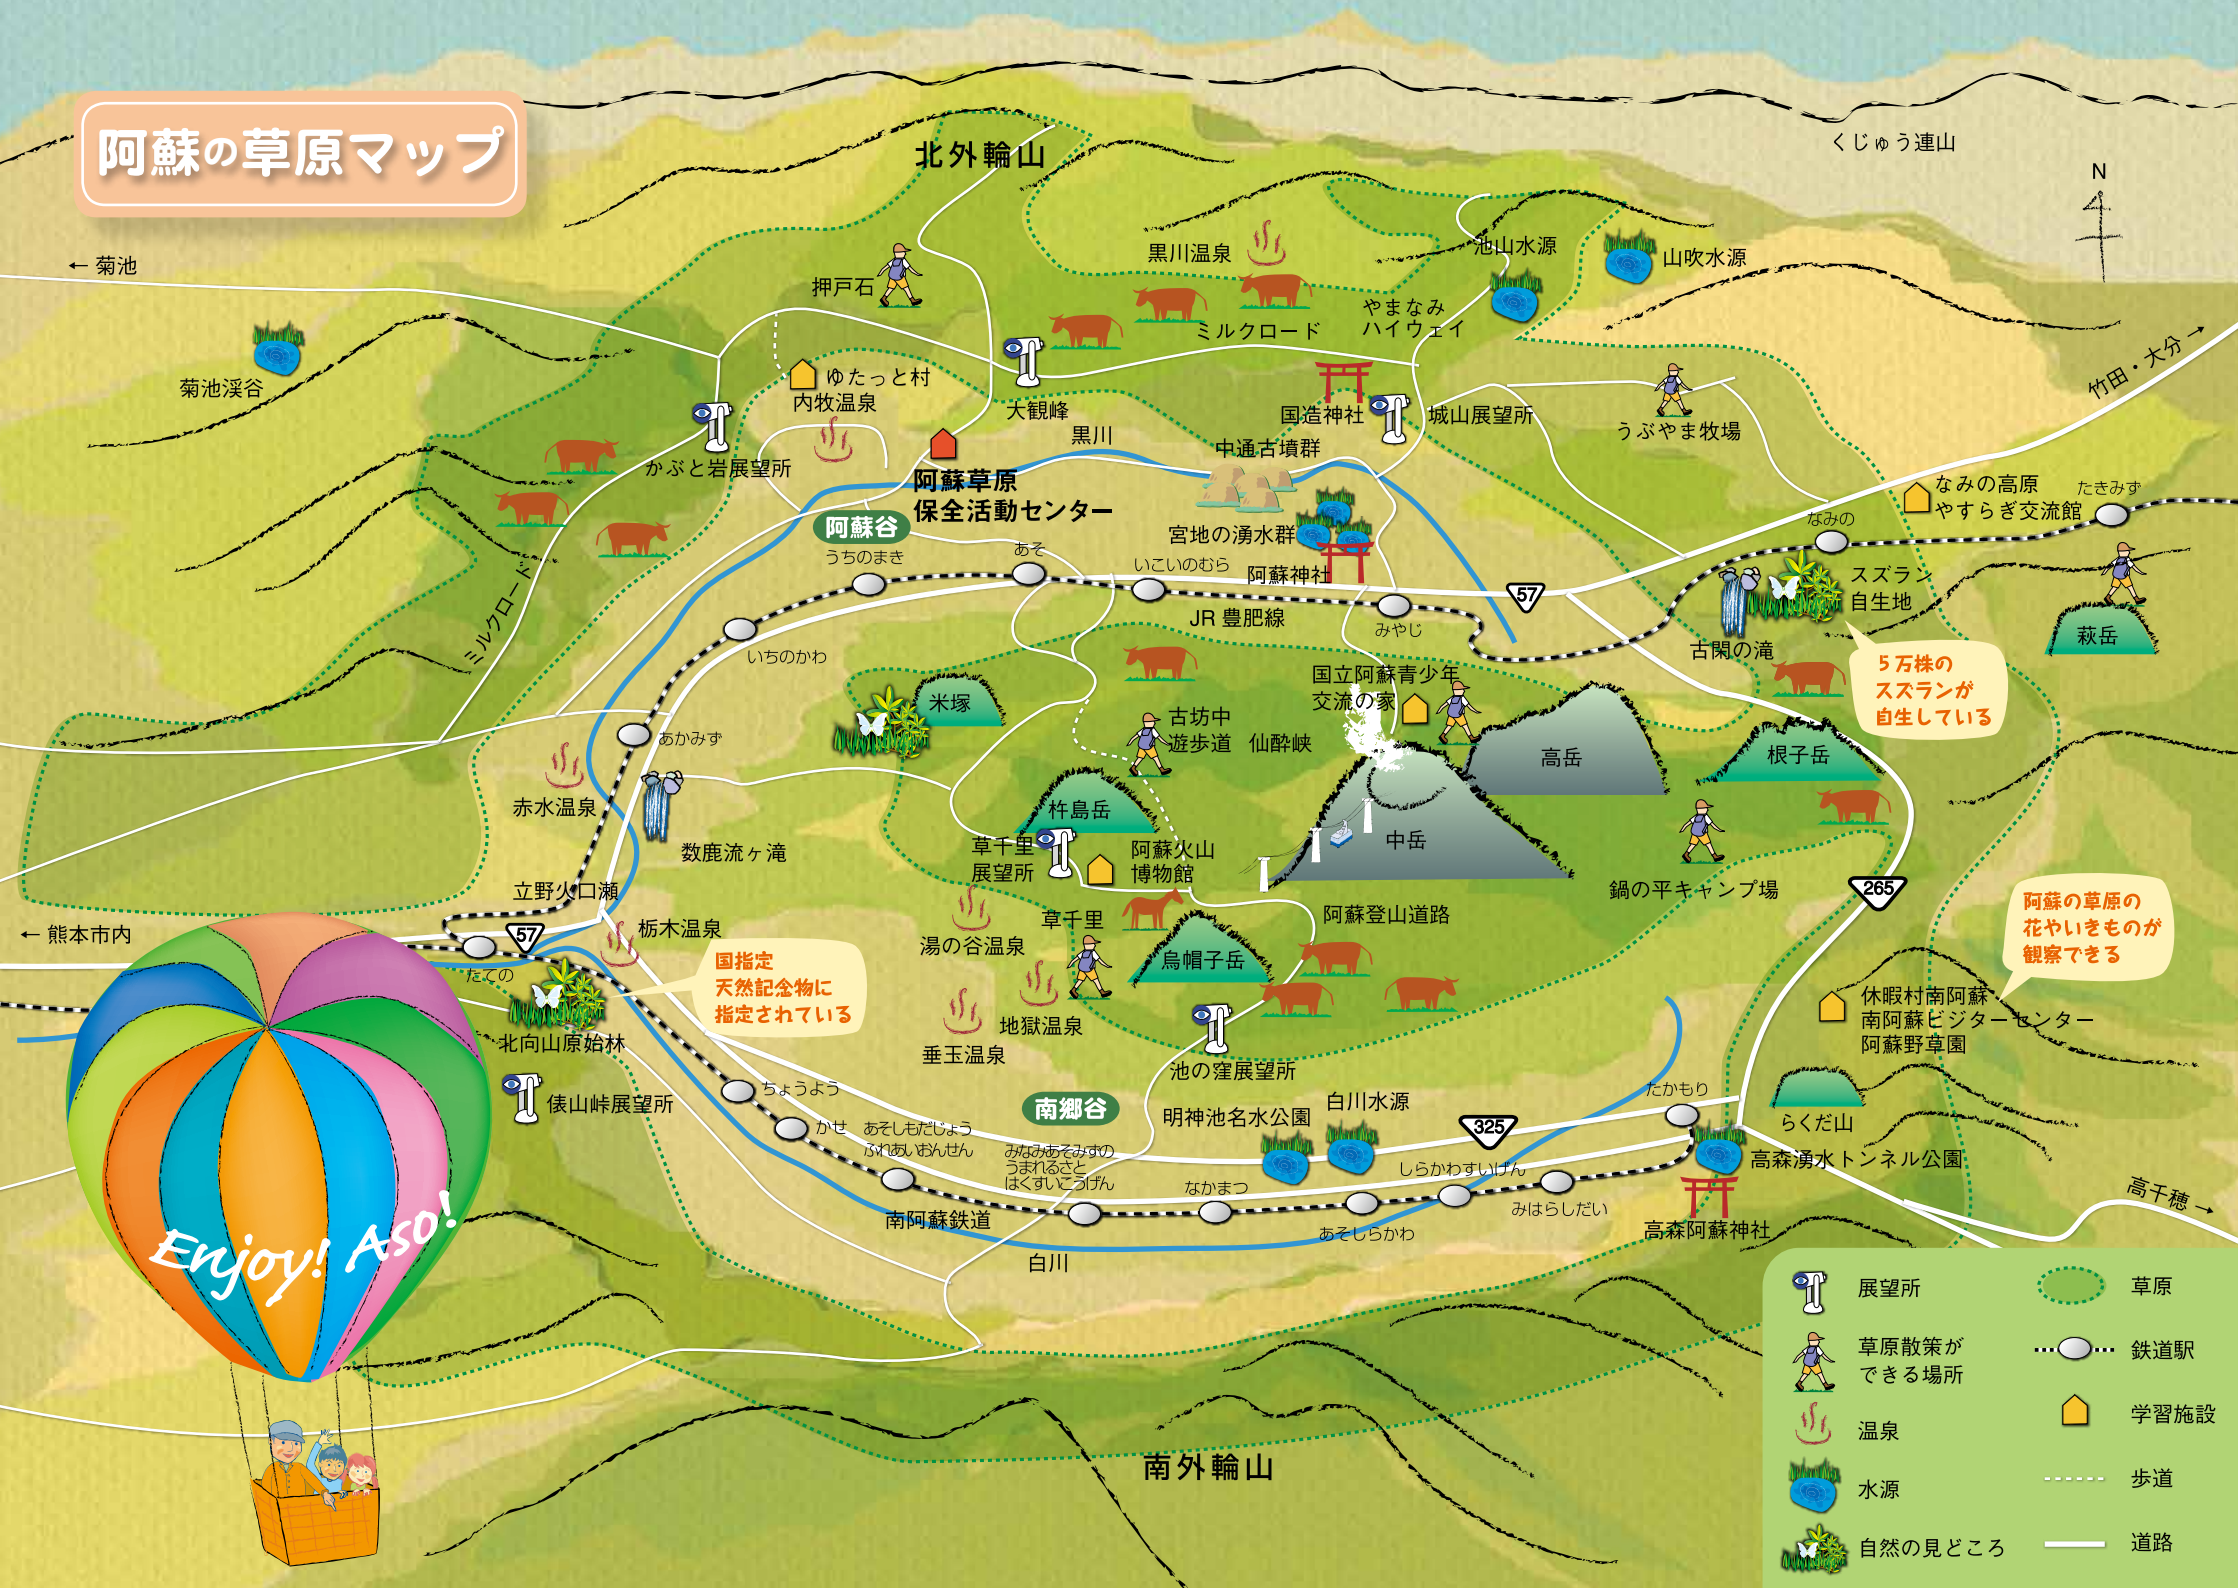 阿蘇の草原マップ
くじゅう連山
N
北外輪山
← 菊池
押戸石
黒川温泉
池山水源
山吹水源
やまなみ
ハイウェイ
ミルクロード
竹田・大分 →
菊池渓谷
ゆたっと村
内牧温泉
大観峰
国造神社
城山展望所
うぶやま牧場
黒川
中通古墳群
かぶと岩展望所
阿蘇草原
保全活動センター
なみの高原
やすらぎ交流館
たきみず
なみの
阿蘇谷
うちのまき
あそ
いこいのむら
宮地の湧水群
阿蘇神社
57
スズラン
自生地
ミルクロード
JR 豊肥線
みやじ
萩岳
いちのかわ
古閑の滝
5万株の
スズランが
自生している
国立阿蘇青少年
交流の家
米塚
古坊中
遊歩道
仙酔峡
あかみず
高岳
根子岳
赤水温泉
杵島岳
中岳
数鹿流ヶ滝
草千里
展望所
阿蘇火山
博物館
立野火口瀬
鍋の平キャンプ場
265
← 熊本市内
57
栃木温泉
湯の谷温泉
草千里
阿蘇登山道路
阿蘇の草原の
花やいきものが
観察できる
たての
国指定
天然記念物に
指定されている
烏帽子岳
北向山原始林
地獄温泉
垂玉温泉
休暇村南阿蘇
南阿蘇ビジターセンター
阿蘇野草園
池の窪展望所
俵山峠展望所
ちょうよう
南郷谷
明神池名水公園
白川水源
たかもり
らくだ山
かせ
あそしもだじょう
ふれあいおんせん
みなみあそみずの
うまれるさと
はくすいこうげん
325
高森湧水トンネル公園
なかまつ
しらかわすいげん
みはらしだい
高千穂 →
南阿蘇鉄道
あそしらかわ
高森阿蘇神社
白川
Enjoy! Aso!
南外輪山
展望所
草原散策が
できる場所
温泉
水源
自然の見どころ
草原
鉄道駅
学習施設
歩道
道路